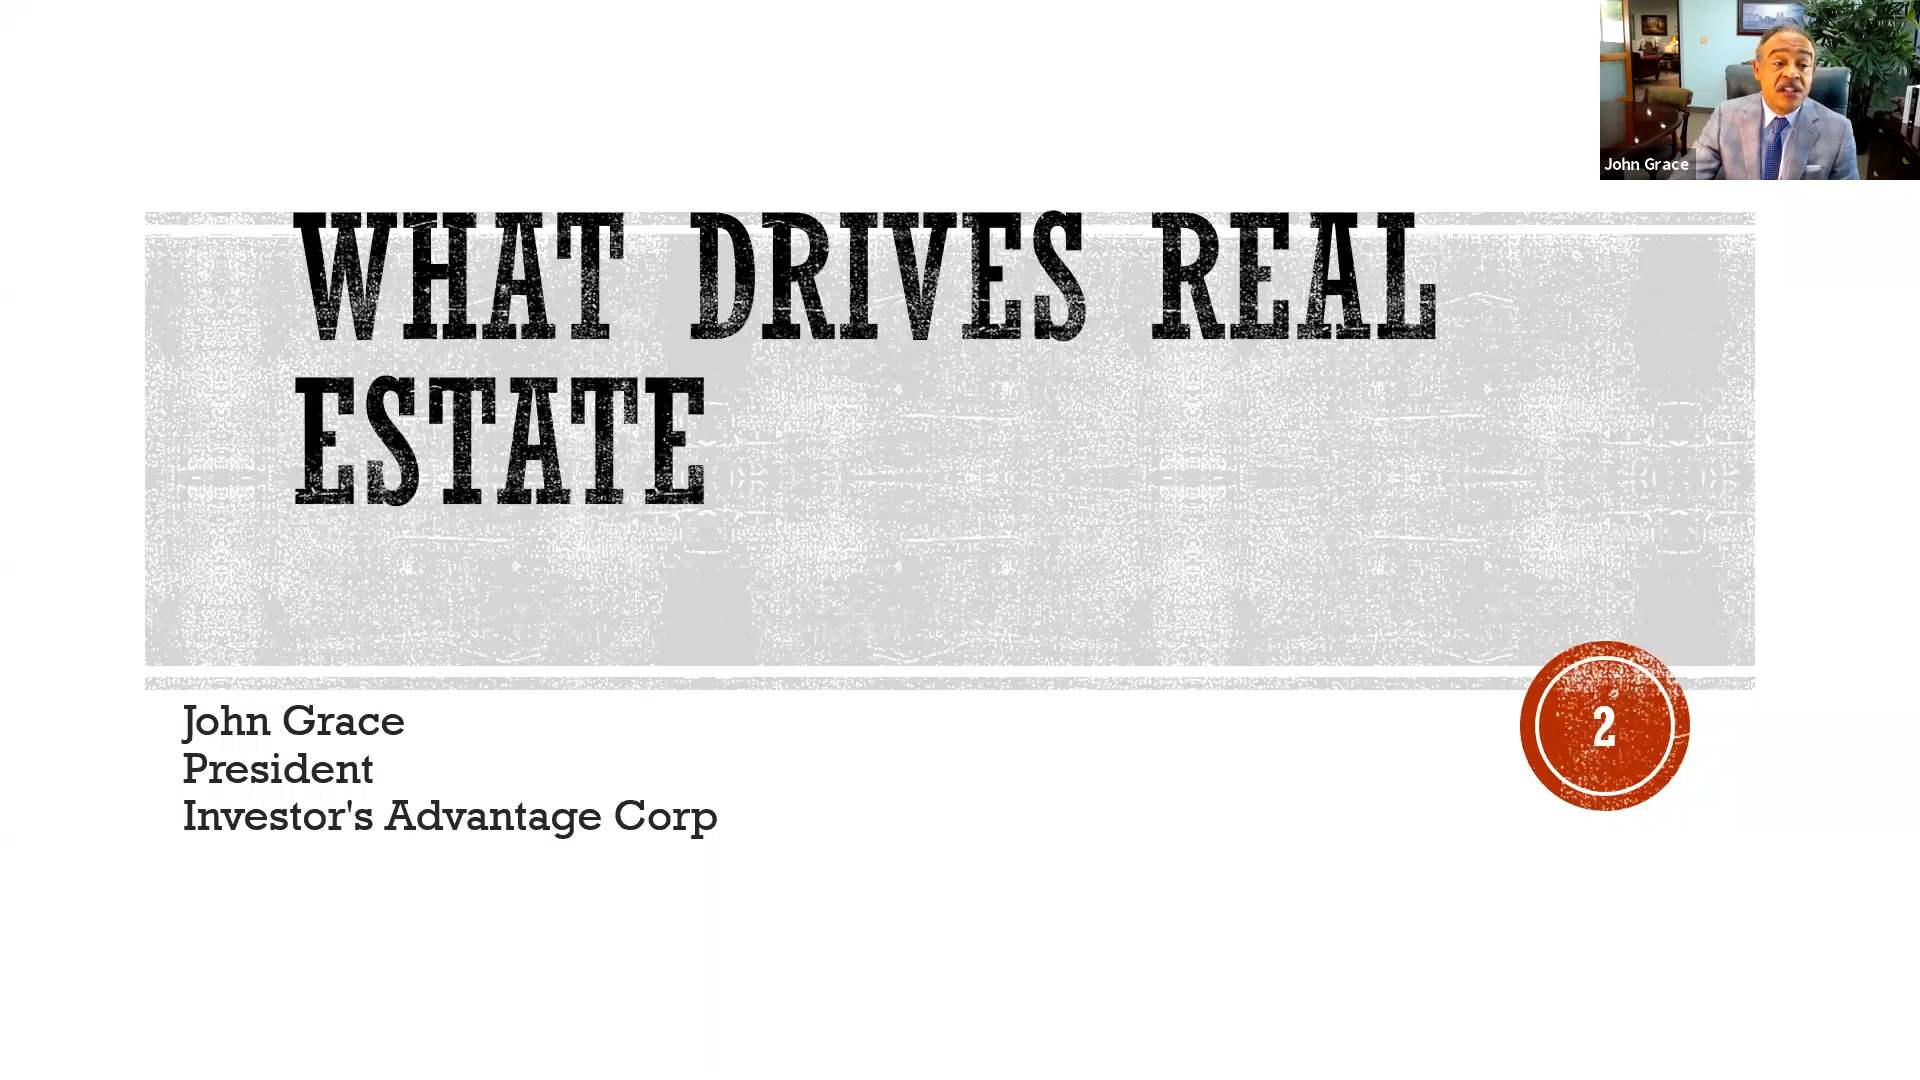 John Grace
WHAT DRIVES REAL
ESTATE
John Grace
President
Investor's Advantage Corp
2